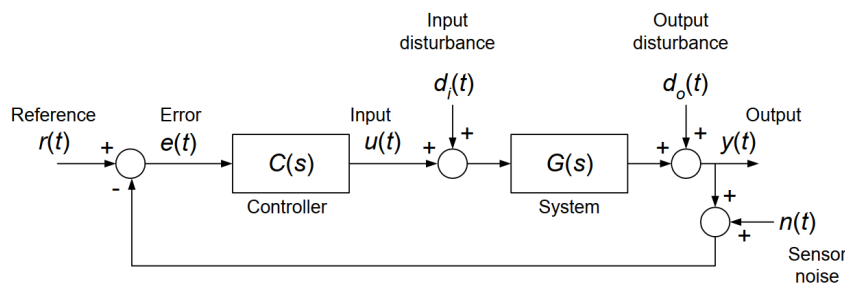 Input
disturbance
d_i(t)
Output
disturbance
d_o(t)
Reference
r(t)
+
-
Error
e(t)
C(s)
Controller
Input
u(t)
+
+
G(s)
System
+
+
Output
y(t)
+
+
n(t)
Sensor
noise